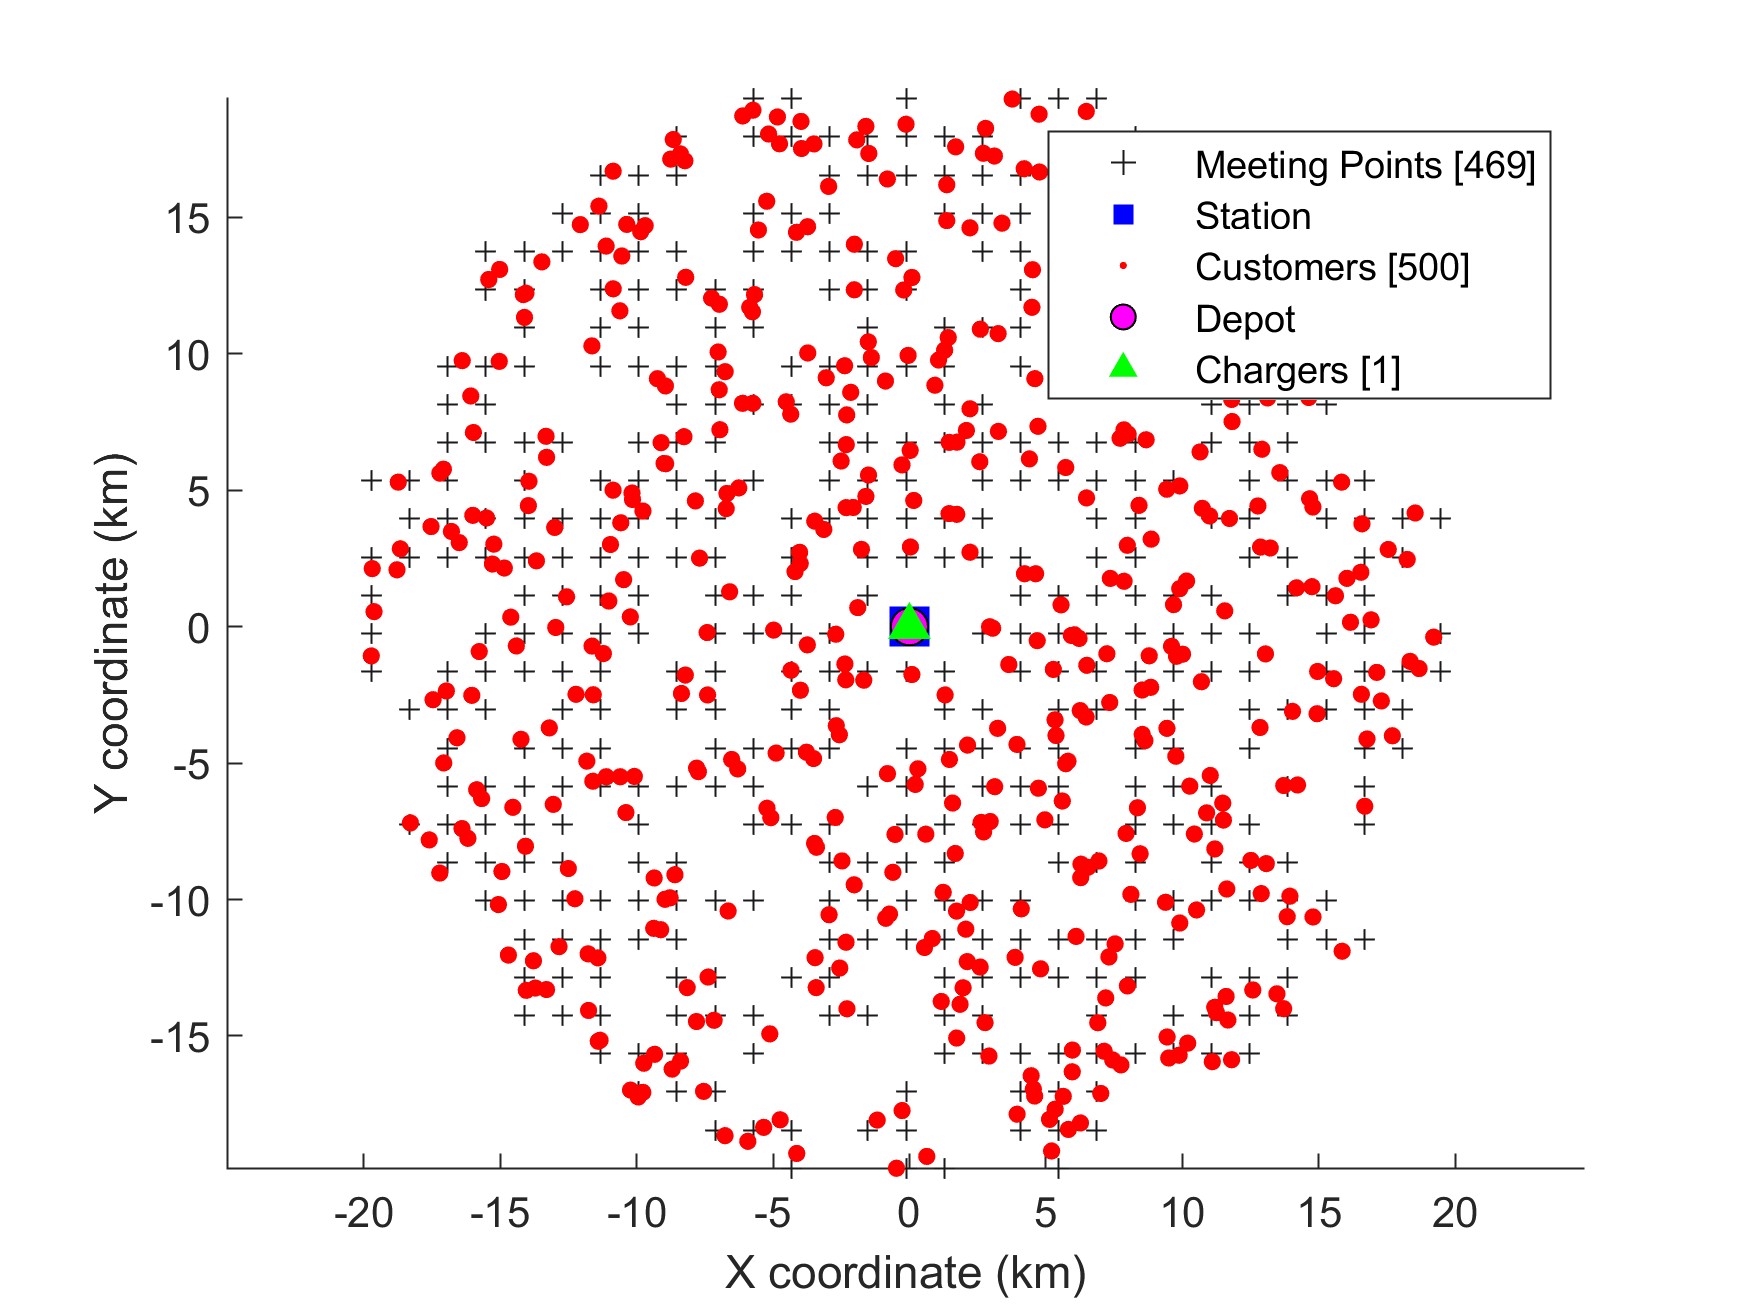 Meeting Points [469]
Station
Customers [500]
Depot
Chargers [1]
15
10
5
0
-5
-10
-15
Y coordinate (km)
-20 -15 -10 -5 0 5 10 15 20
X coordinate (km)